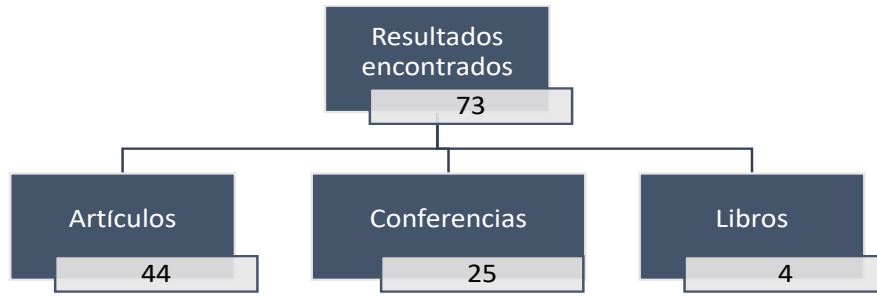 Resultados
encontrados
73
Artículos
44
Conferencias
25
Libros
4